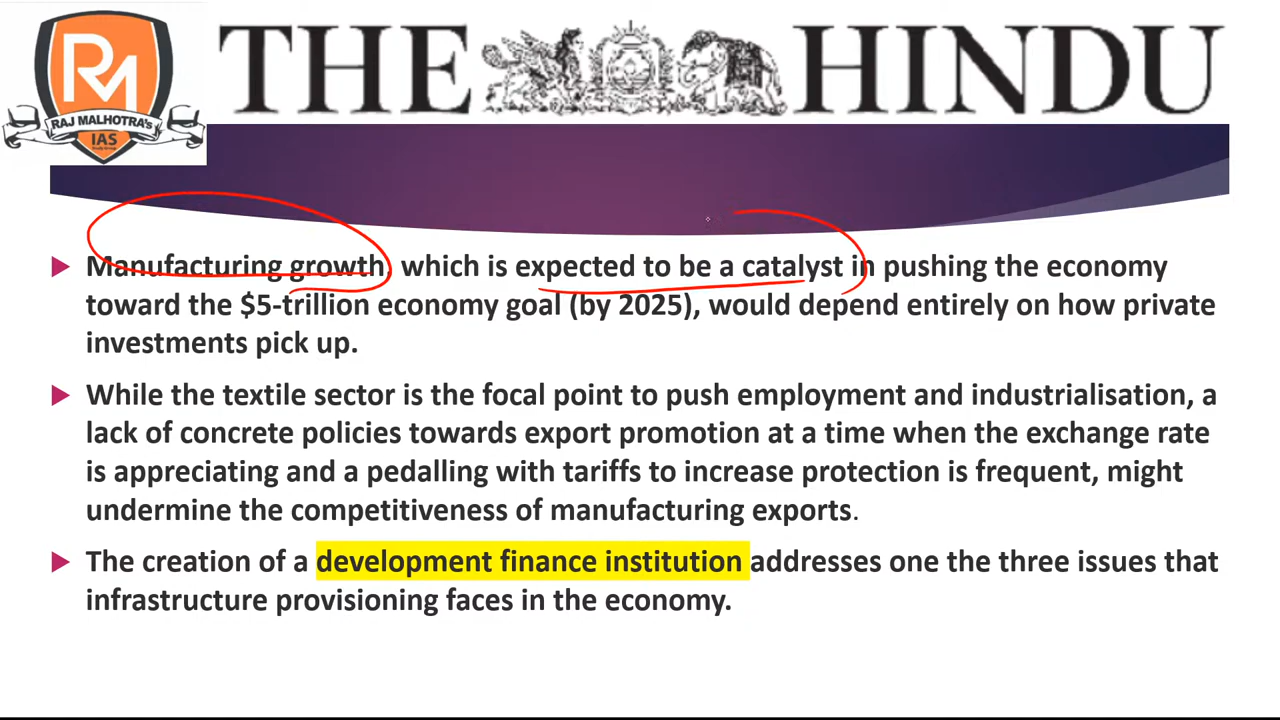 RM
RAJ MALHOTRA'S
IAS
THE HINDU
Manufacturing growth, which is expected to be a catalyst in pushing the economy
toward the $5-trillion economy goal (by 2025), would depend entirely on how private
investments pick up.
While the textile sector is the focal point to push employment and industrialisation, a
lack of concrete policies towards export promotion at a time when the exchange rate
is appreciating and a pedalling with tariffs to increase protection is frequent, might
undermine the competitiveness of manufacturing exports.
The creation of a development finance institution addresses one the three issues that
infrastructure provisioning faces in the economy.